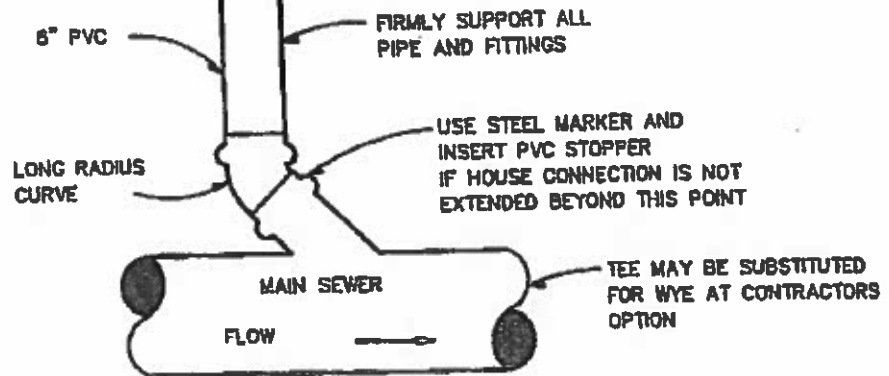 6" PVC
FIRMLY SUPPORT ALL
PIPE AND FITTINGS
LONG RADIUS
CURVE
USE STEEL MARKER AND
INSERT PVC STOPPER
IF HOUSE CONNECTION IS NOT
EXTENDED BEYOND THIS POINT
MAIN SEWER
FLOW
TEE MAY BE SUBSTITUTED
FOR WYE AT CONTRACTORS
OPTION